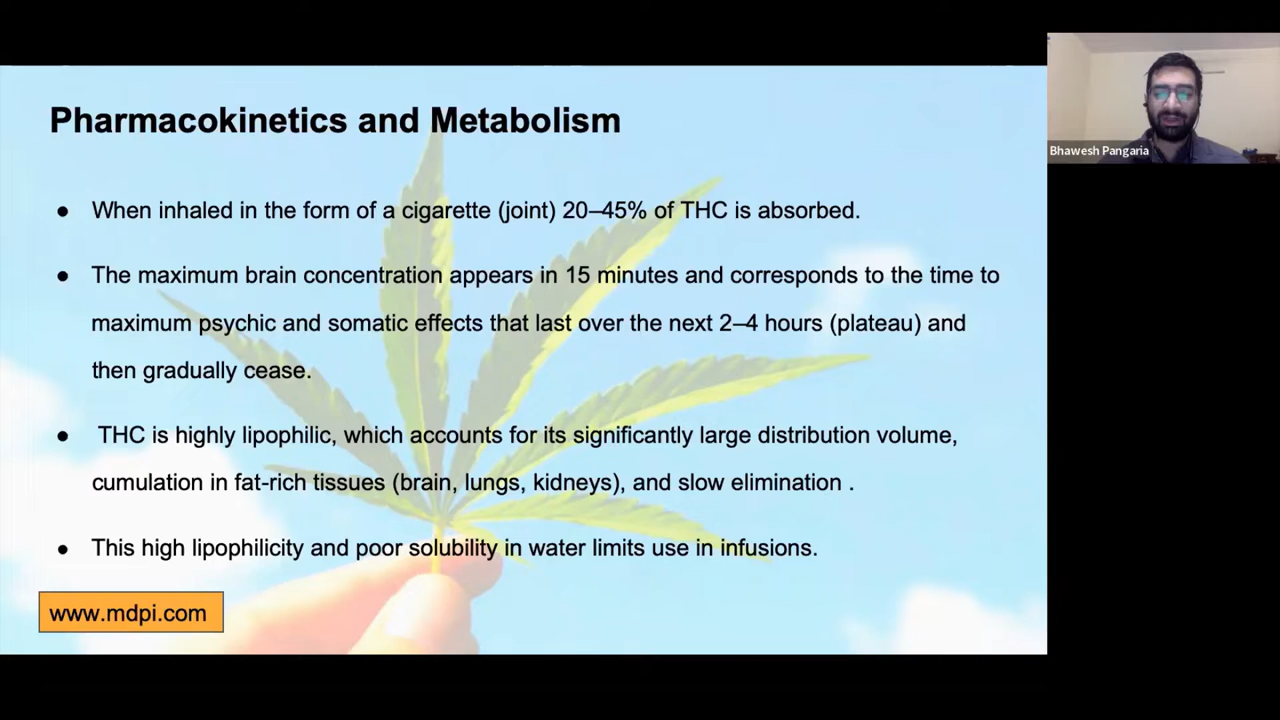 Pharmacokinetics and Metabolism
● When inhaled in the form of a cigarette (joint) 20–45% of THC is absorbed.
● The maximum brain concentration appears in 15 minutes and corresponds to the time to
maximum psychic and somatic effects that last over the next 2–4 hours (plateau) and
then gradually cease.
● THC is highly lipophilic, which accounts for its significantly large distribution volume,
cumulation in fat-rich tissues (brain, lungs, kidneys), and slow elimination .
● This high lipophilicity and poor solubility in water limits use in infusions.
www.mdpi.com
Bhawesh Pangaria